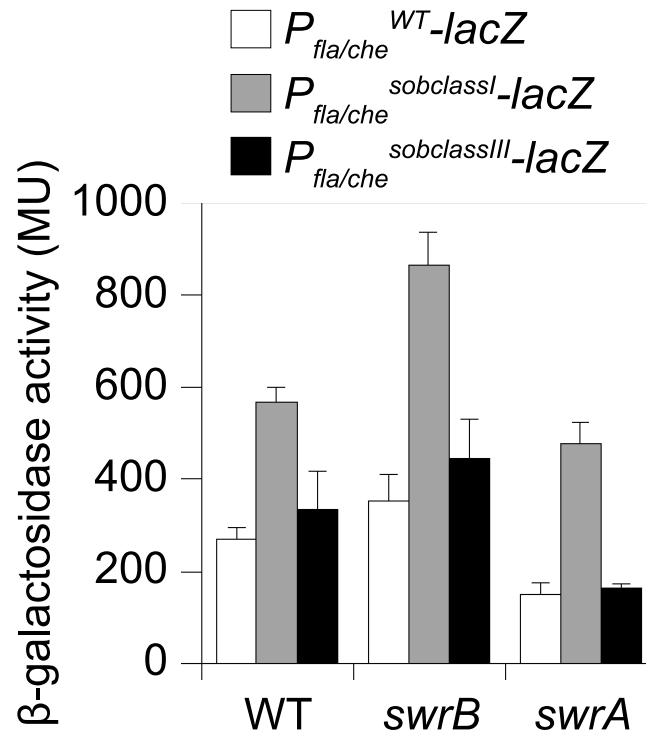 Pfla/cheWT-lacZ
Pfla/chesobclassI-lacZ
Pfla/chesobclassIII-lacZ
β-galactosidase activity (MU)
1000
800
600
400
200
0
WT swrB swrA